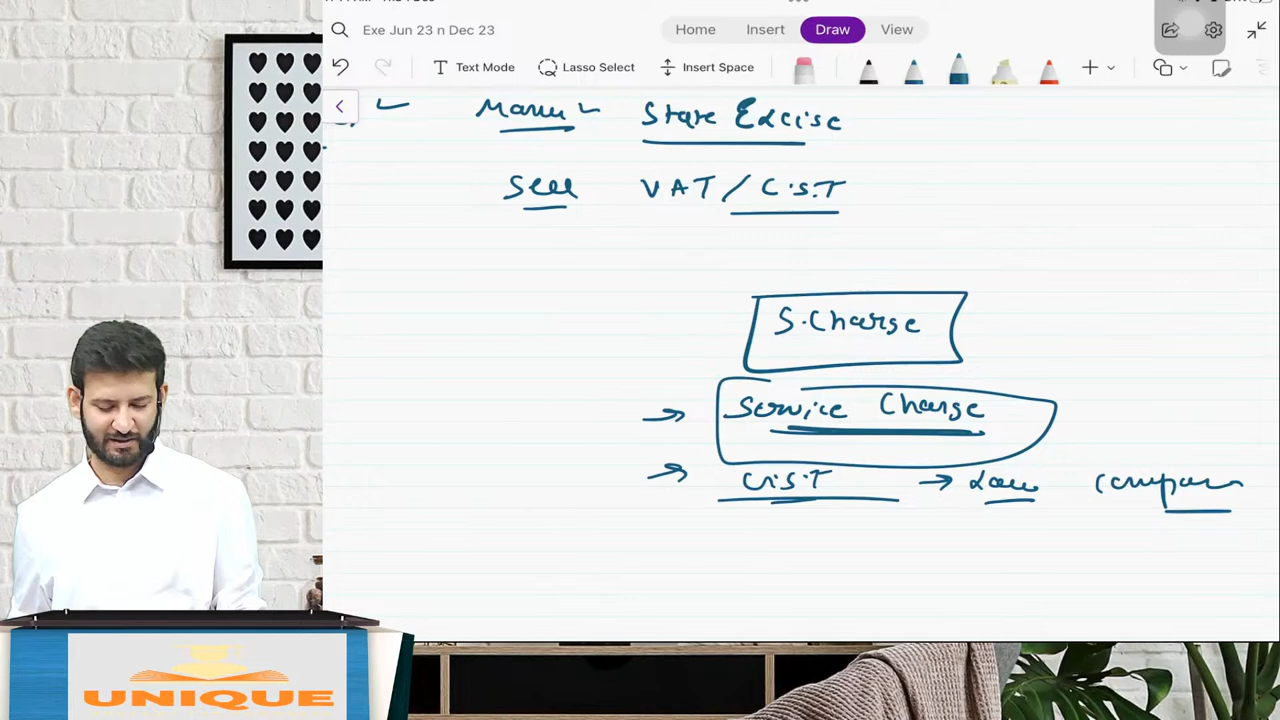 Exe Jun 23 n Dec 23
Home Insert Draw View
Text Mode Lasso Select Insert Space
Manu State Excise
Sell VAT / C.S.T
S.Charge
→ Service Charge
→ G.S.T → Law
UNIQUE